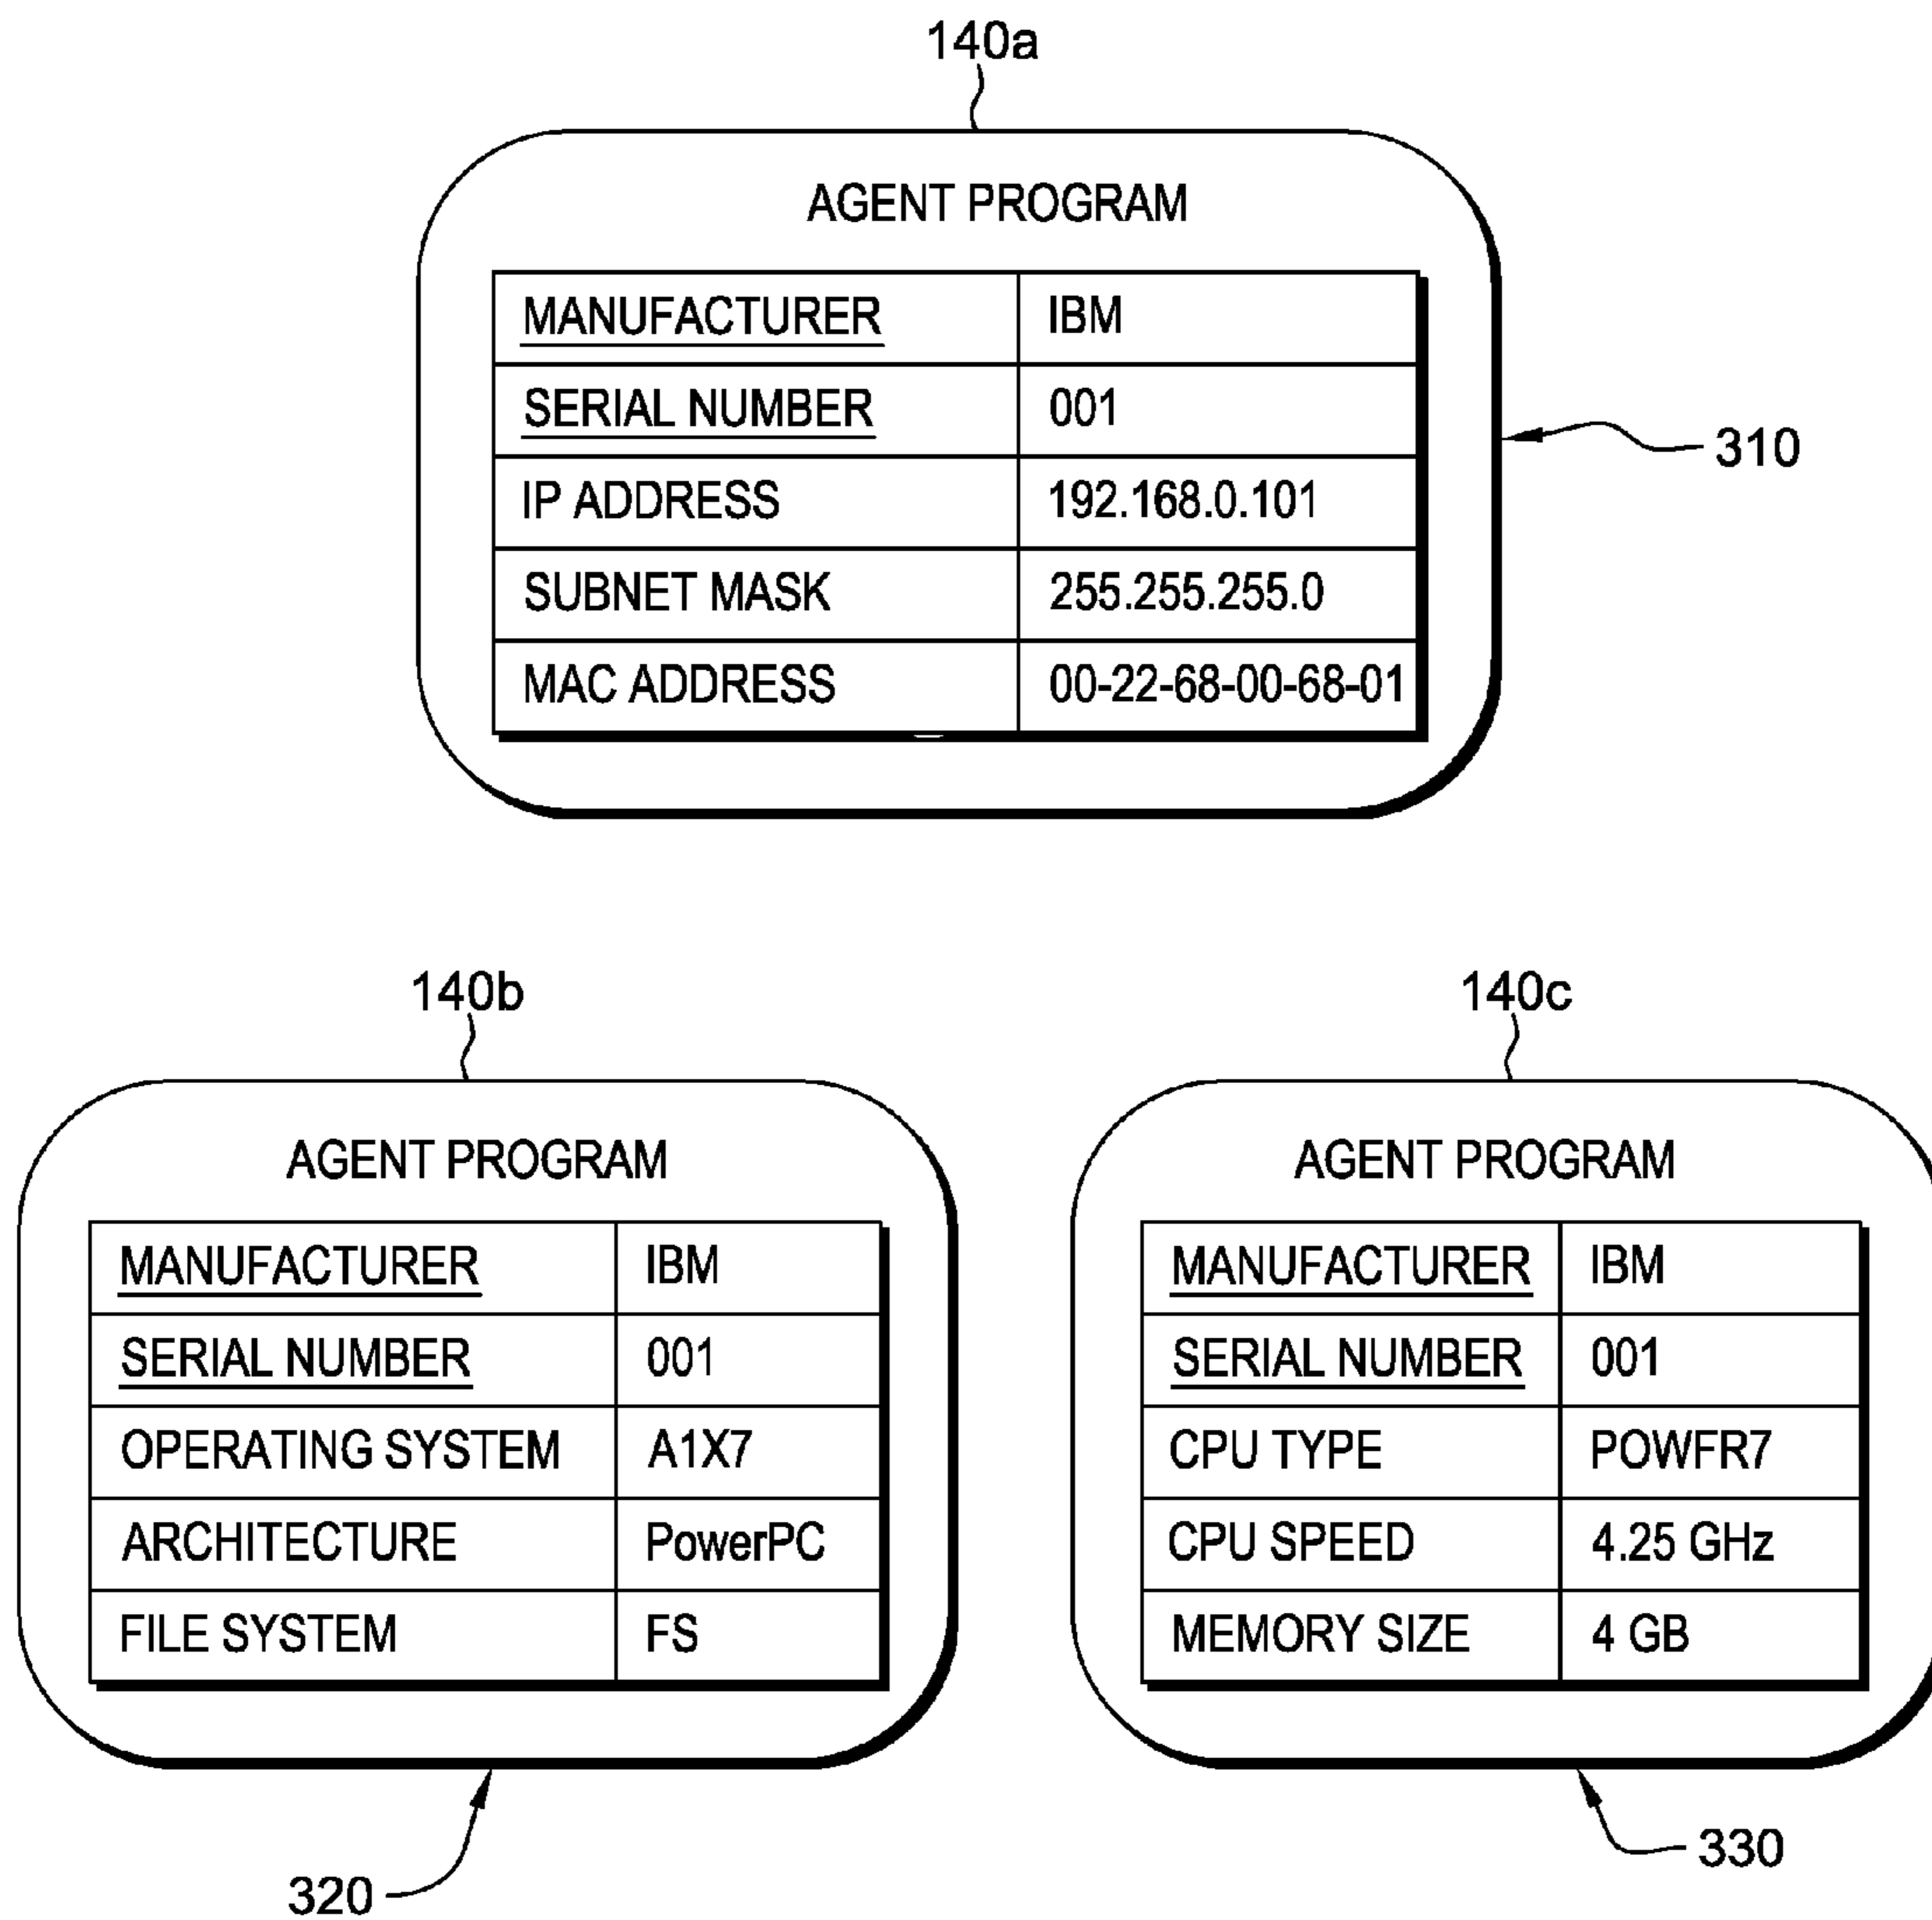 140a
AGENT PROGRAM
MANUFACTURER IBM
SERIAL NUMBER 001
IP ADDRESS 192.168.0.101
SUBNET MASK 255.255.255.0
MAC ADDRESS 00-22-68-00-68-01
310
140b
AGENT PROGRAM
MANUFACTURER IBM
SERIAL NUMBER 001
OPERATING SYSTEM A1X7
ARCHITECTURE PowerPC
FILE SYSTEM FS
320
140c
AGENT PROGRAM
MANUFACTURER IBM
SERIAL NUMBER 001
CPU TYPE POWFR7
CPU SPEED 4.25 GHz
MEMORY SIZE 4 GB
330